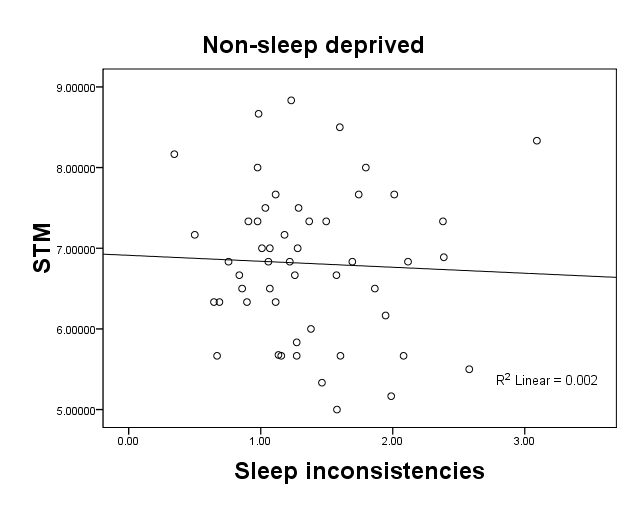 Non-sleep deprived
9.00000
8.00000
7.00000
6.00000
5.00000
STM
R² Linear = 0.002
0.00 1.00 2.00 3.00
Sleep inconsistencies